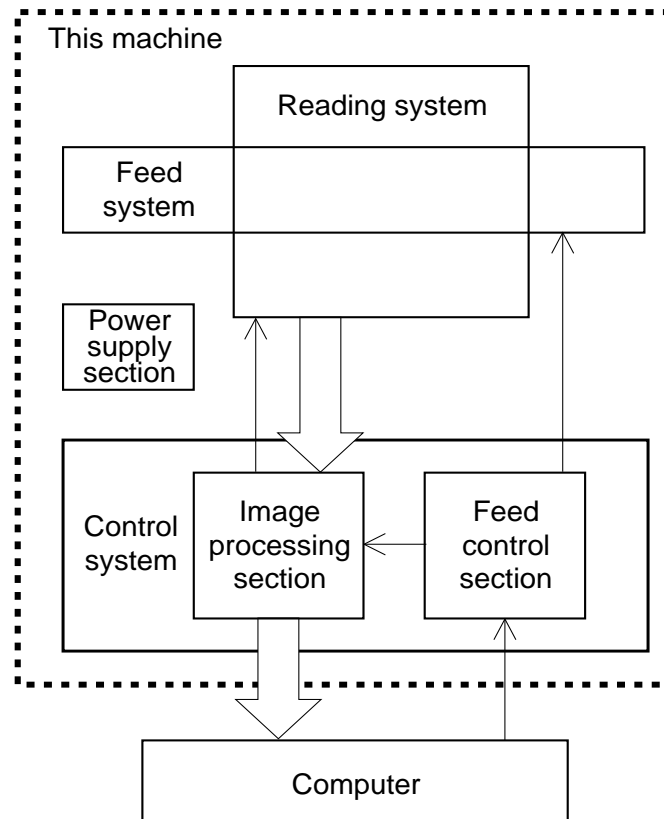 This machine
Reading system
Feed
system
Power
supply
section
Control
system
Image
processing
section
Feed
control
section
Computer